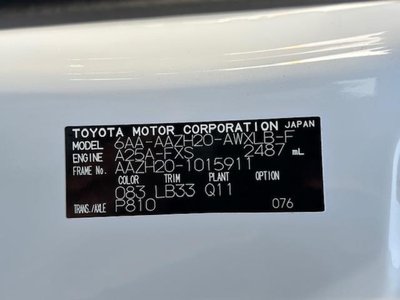 TOYOTA MOTOR CORPORATION JAPAN
MODEL 6AA-AAZH20-AWXLB-F
ENGINE A25A-FXS 2487 mL
FRAME No. AAZH20-1015911
COLOR TRIM PLANT OPTION
083 LB33 Q11
TRANS./AXLE P810 076